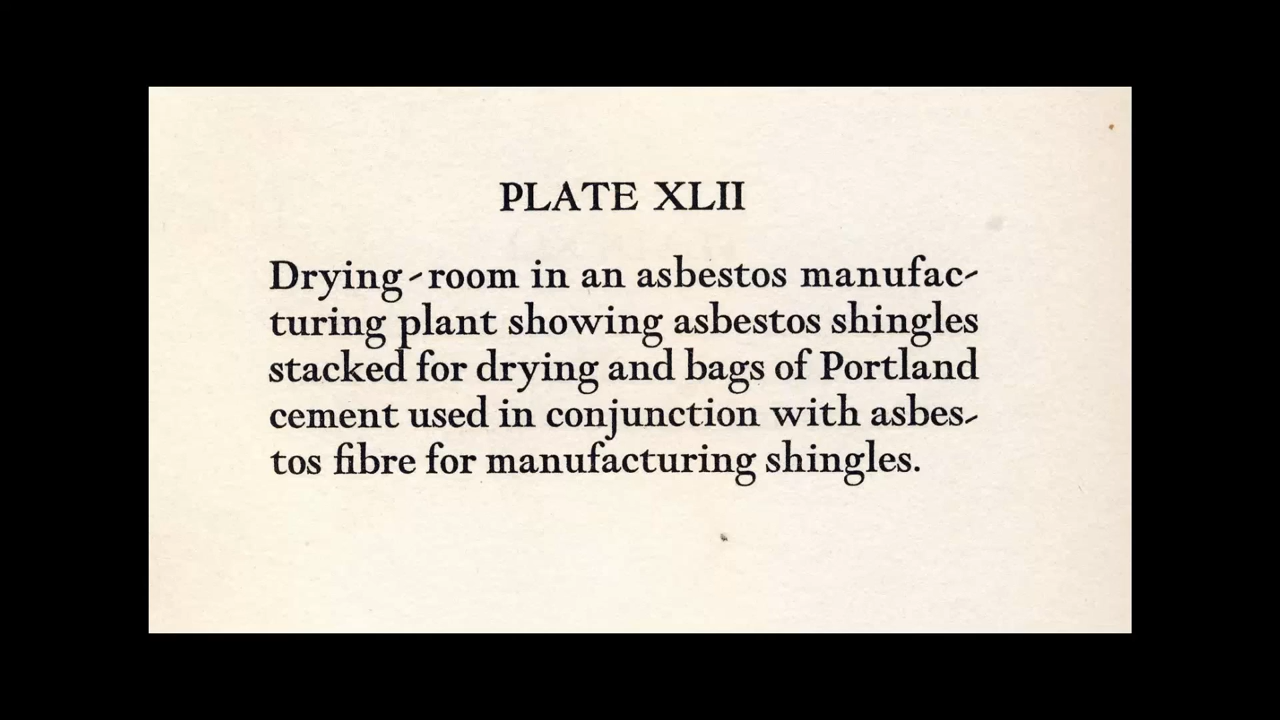 PLATE XLII
Drying-room in an asbestos manufac-
turing plant showing asbestos shingles
stacked for drying and bags of Portland
cement used in conjunction with asbes-
tos fibre for manufacturing shingles.